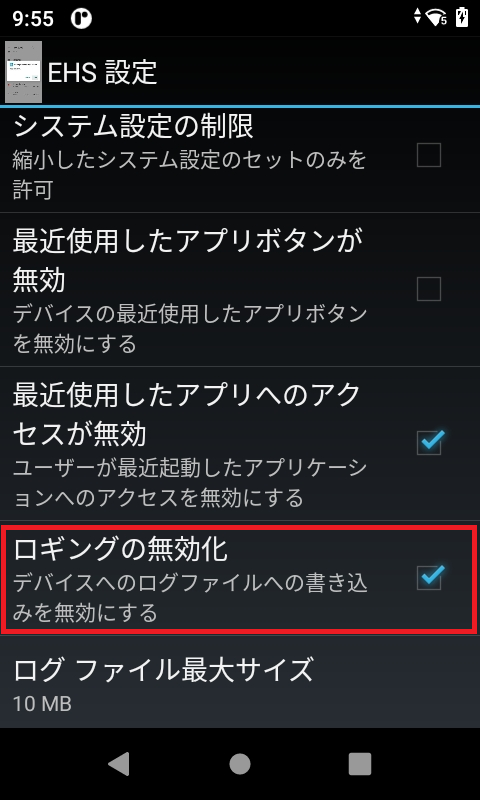 9:55
EHS 設定
システム設定の制限
縮小したシステム設定のセットのみを
許可
最近使用したアプリボタンが
無効
デバイスの最近使用したアプリボタン
を無効にする
最近使用したアプリへのアク
セスが無効
ユーザーが最近起動したアプリケーシ
ョンへのアクセスを無効にする
ロギングの無効化
デバイスへのログファイルへの書き込
みを無効にする
ログ ファイル最大サイズ
10 MB